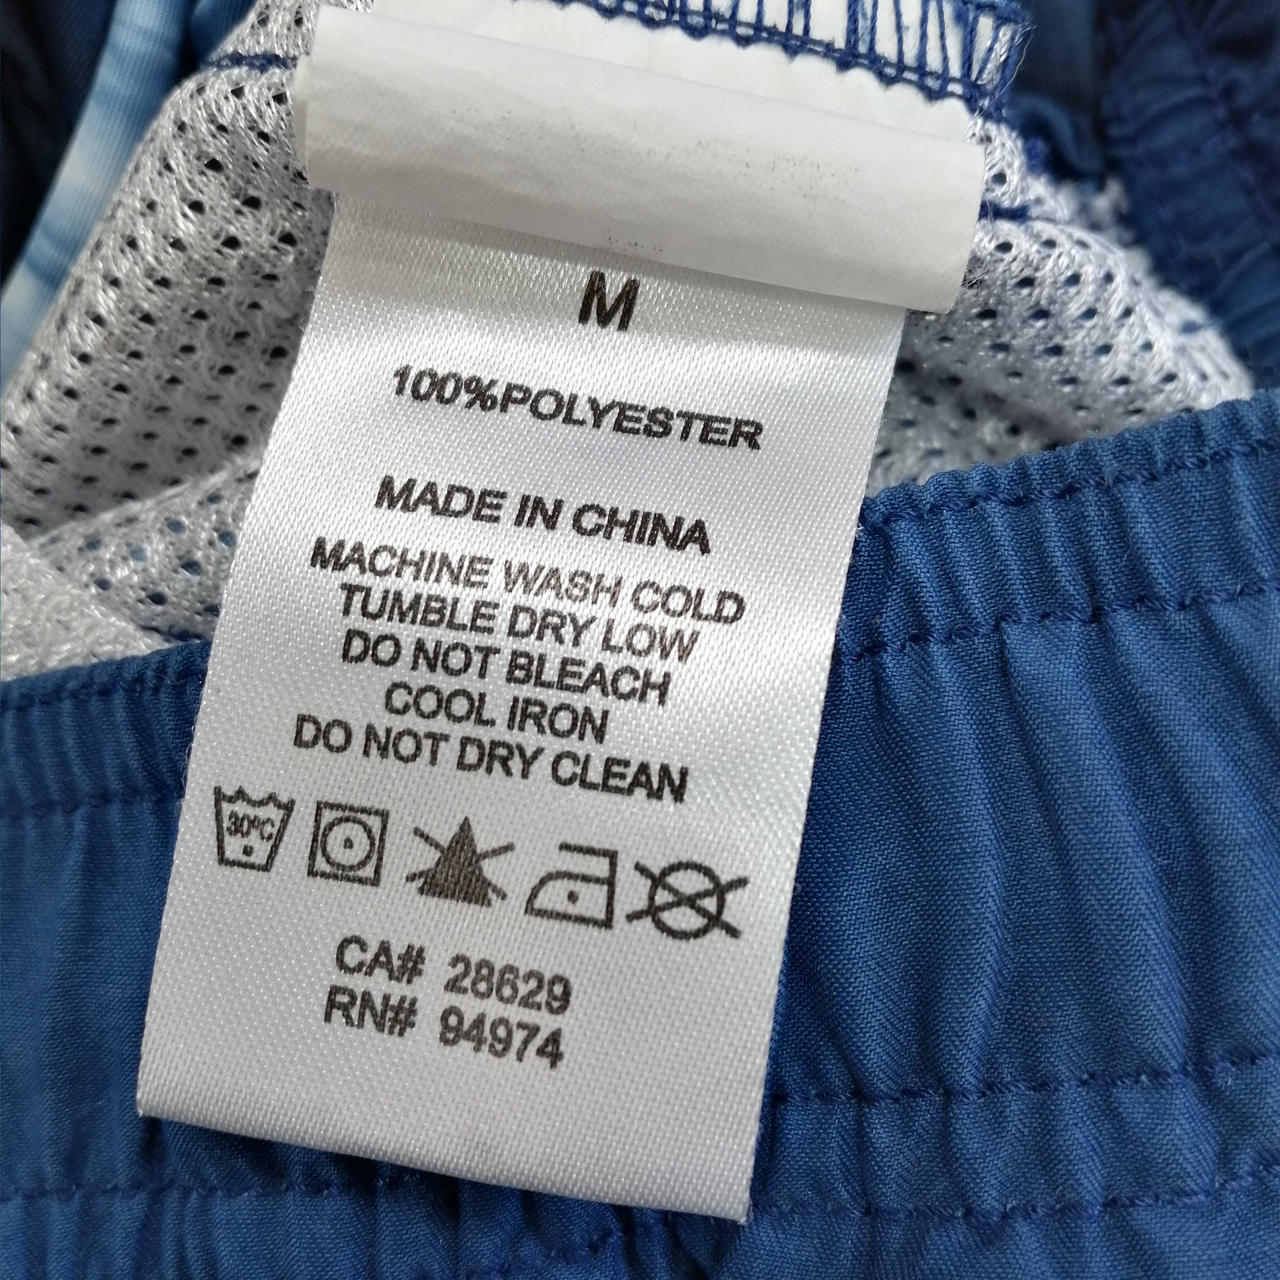 M
100%POLYESTER
MADE IN CHINA
MACHINE WASH COLD
TUMBLE DRY LOW
DO NOT BLEACH
COOL IRON
DO NOT DRY CLEAN
30°C
CA# 28629
RN# 94974